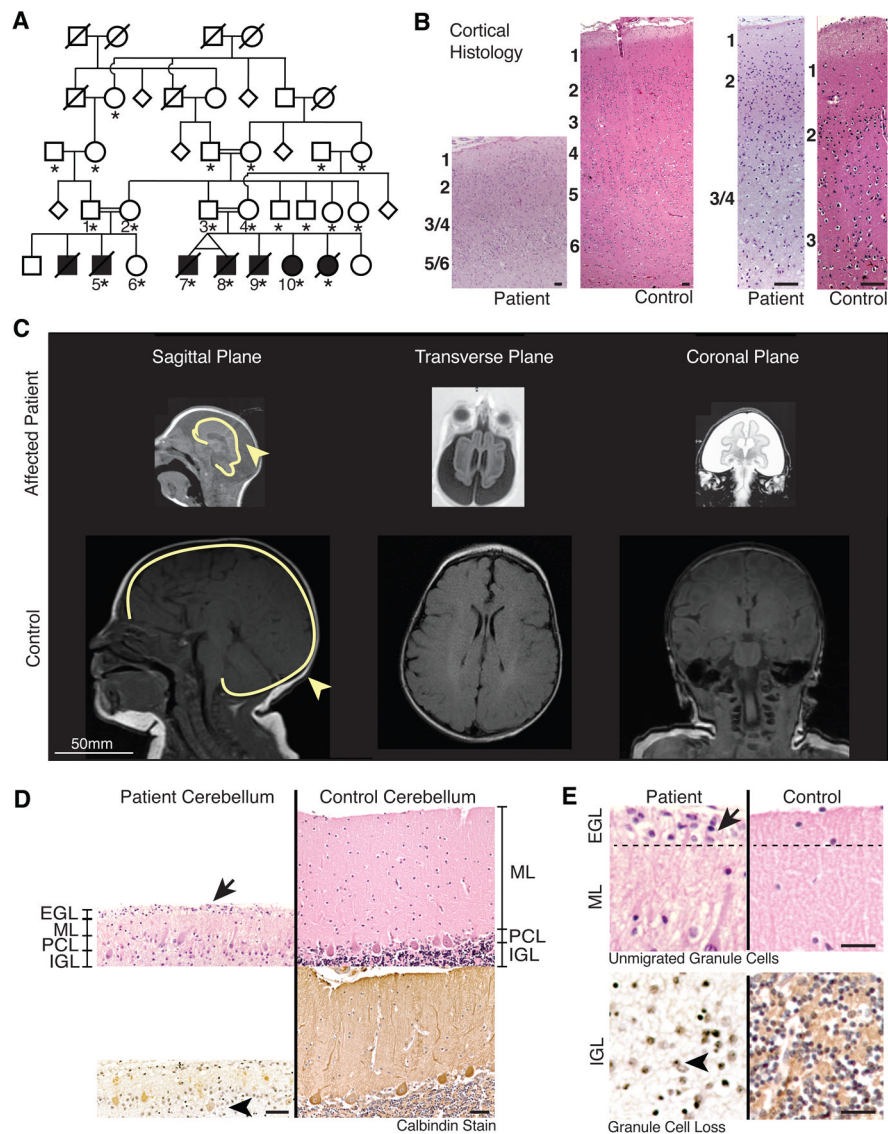 A
*
* * * *
1* 2* 3* 4* * * * *
5* 6* 7* 8* 9* 10* *
B
Cortical
Histology
1
2
3/4
5/6
Patient
1
2
3
4
5
6
Control
1
2
3/4
Patient
1
2
3
Control
C
Sagittal Plane
Transverse Plane
Coronal Plane
Affected Patient
Control
50mm
D
Patient Cerebellum
Control Cerebellum
EGL
ML
PCL
IGL
ML
PCL
IGL
Calbindin Stain
E
Patient
Control
EGL
ML
Unmigrated Granule Cells
IGL
Granule Cell Loss